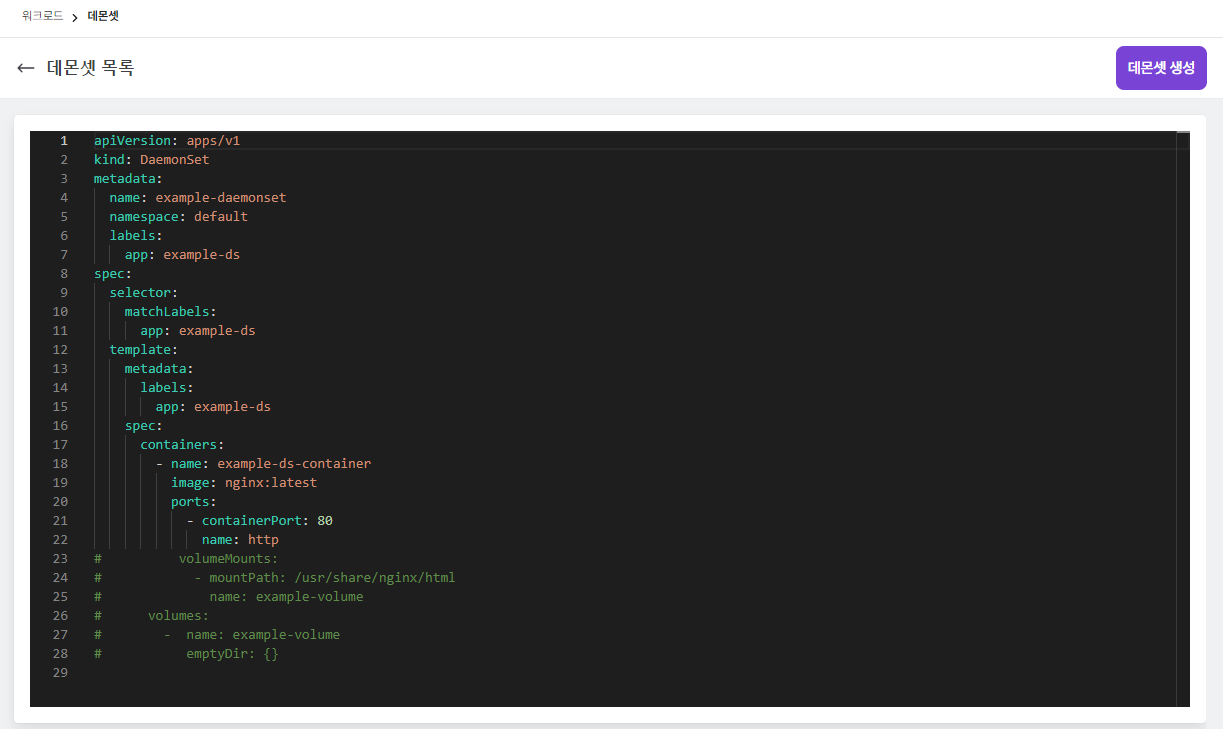 워크로드 > 데몬셋
← 데몬셋 목록
데몬셋 생성
1 apiVersion: apps/v1
2 kind: DaemonSet
3 metadata:
4   name: example-daemonset
5   namespace: default
6   labels:
7     app: example-ds
8 spec:
9   selector:
10     matchLabels:
11       app: example-ds
12   template:
13     metadata:
14       labels:
15         app: example-ds
16     spec:
17       containers:
18         - name: example-ds-container
19           image: nginx:latest
20           ports:
21             - containerPort: 80
22               name: http
23 #          volumeMounts:
24 #            - mountPath: /usr/share/nginx/html
25 #              name: example-volume
26 #      volumes:
27 #        -  name: example-volume
28 #           emptyDir: {}
29